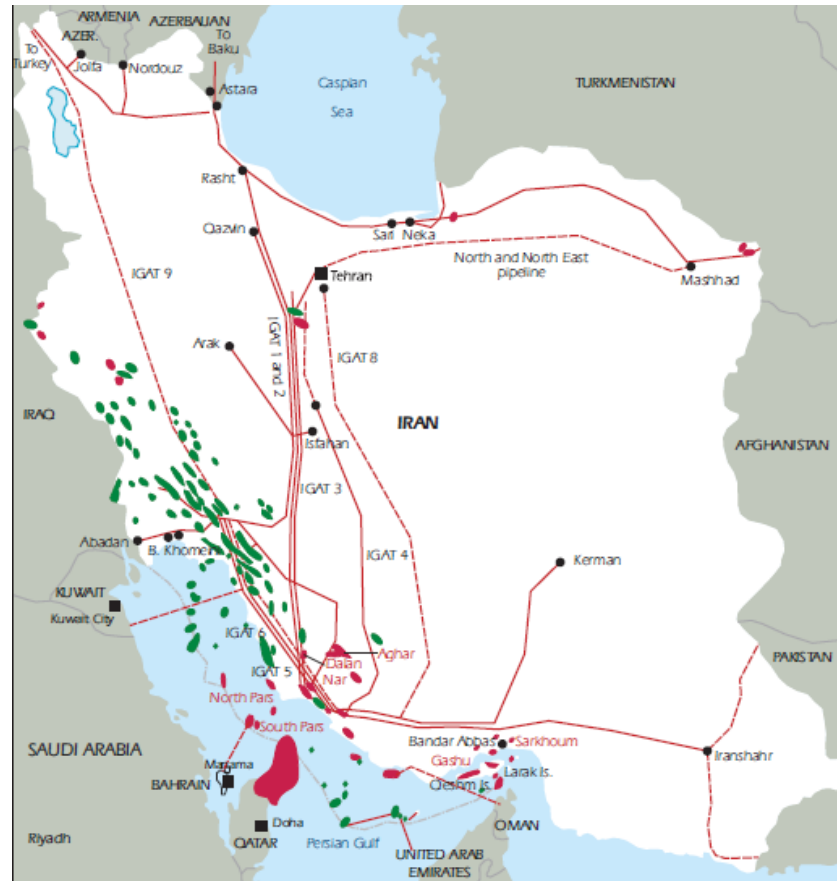 ARMENIA
AZERBAIJAN
AZER.
To
Turkey
Jolfa
Nordouz
To
Baku
Astara
Caspian
Sea
TURKMENISTAN
Rasht
Qazvin
Sari
Neka
Tehran
North and North East
pipeline
Mashhad
IGAT 9
Arak
IGAT 1 and 2
IGAT 8
IRAN
IRAQ
Isfahan
AFGHANISTAN
IGAT 3
Abadan
B. Khomeini
IGAT 4
Kerman
KUWAIT
Kuwait City
IGAT 6
IGAT 5
Dalan
Nar
Aghar
PAKISTAN
North Pars
South Pars
SAUDI ARABIA
Manama
BAHRAIN
Bandar Abbas
Sarkhoum
Gashu
Larak Is.
Qeshm Is.
Iranshahr
Riyadh
Doha
QATAR
Persian Gulf
OMAN
UNITED ARAB
EMIRATES